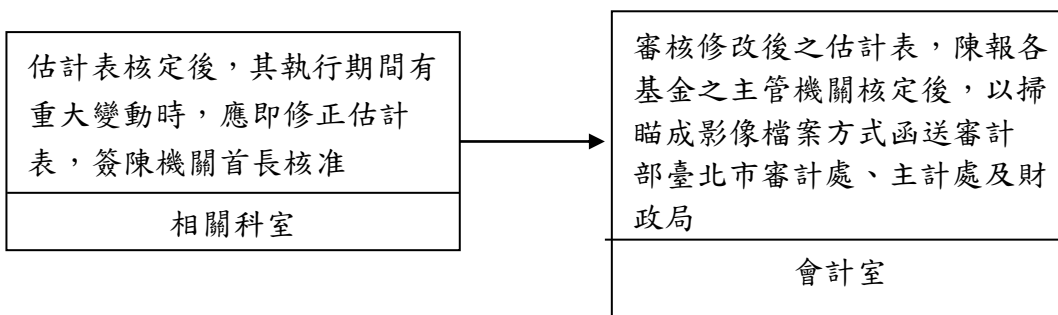 估計表核定後，其執行期間有
重大變動時，應即修正估計
表，簽陳機關首長核准
相關科室
審核修改後之估計表，陳報各
基金之主管機關核定後，以掃
瞄成影像檔案方式函送審計
部臺北市審計處、主計處及財
政局
會計室